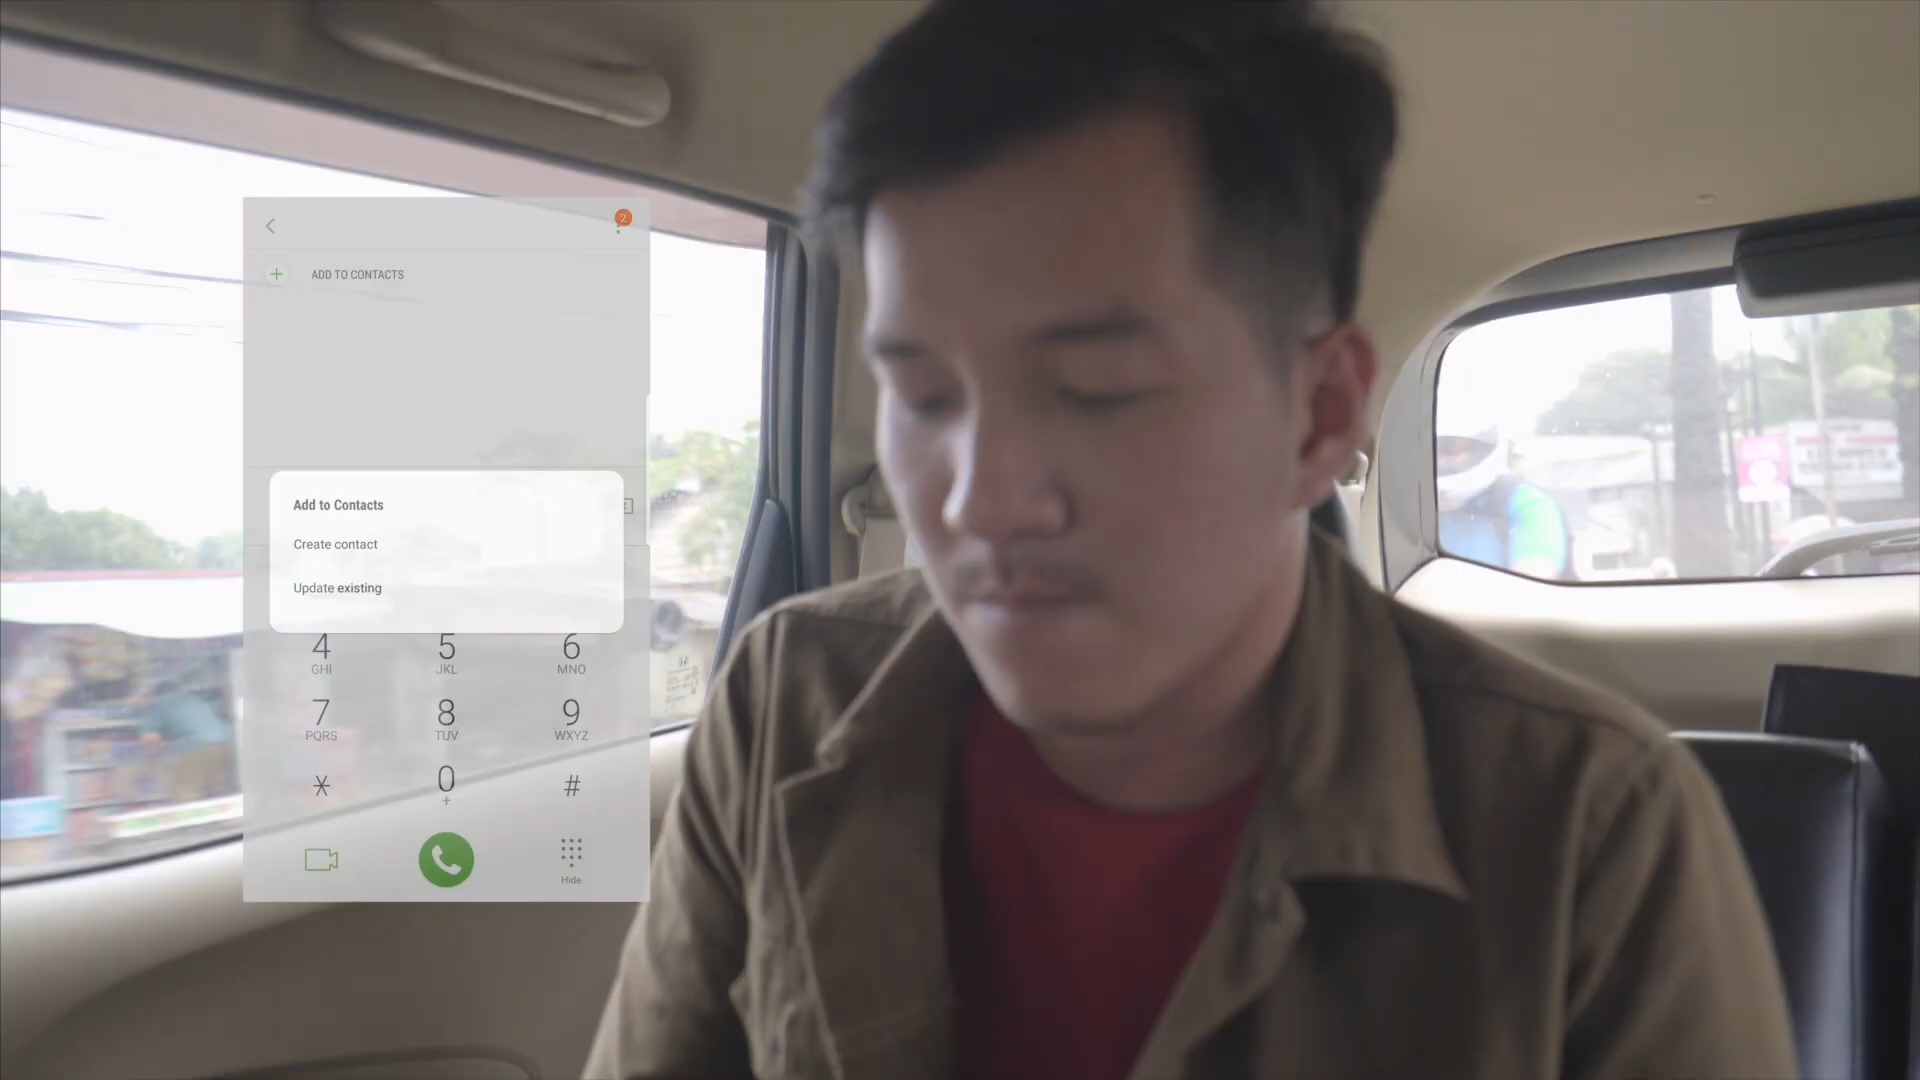 2
ADD TO CONTACTS
Add to Contacts
Create contact
Update existing
4 5 6
GHI JKL MNO
7 8 9
PQRS TUV WXYZ
* 0 #
+
Hide